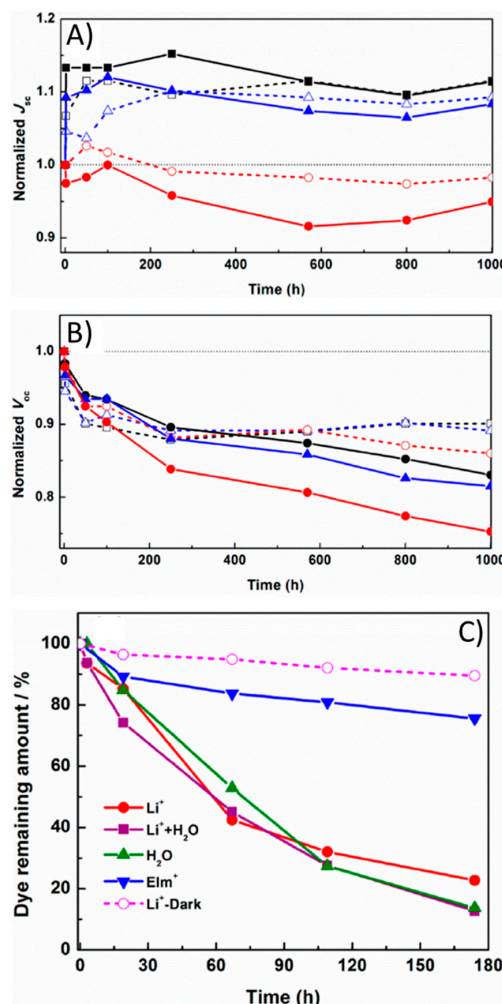 A)
Normalized Jsc
1.2
1.1
1.0
0.9
0 200 400 600 800 1000
Time (h)
B)
Normalized Voc
1.0
0.9
0.8
0 200 400 600 800 1000
Time (h)
C)
Dye remaining amount / %
100
80
60
40
20
0
Li⁺
Li⁺+H₂O
H₂O
EIm⁺
Li⁺-Dark
0 30 60 90 120 150 180
Time (h)